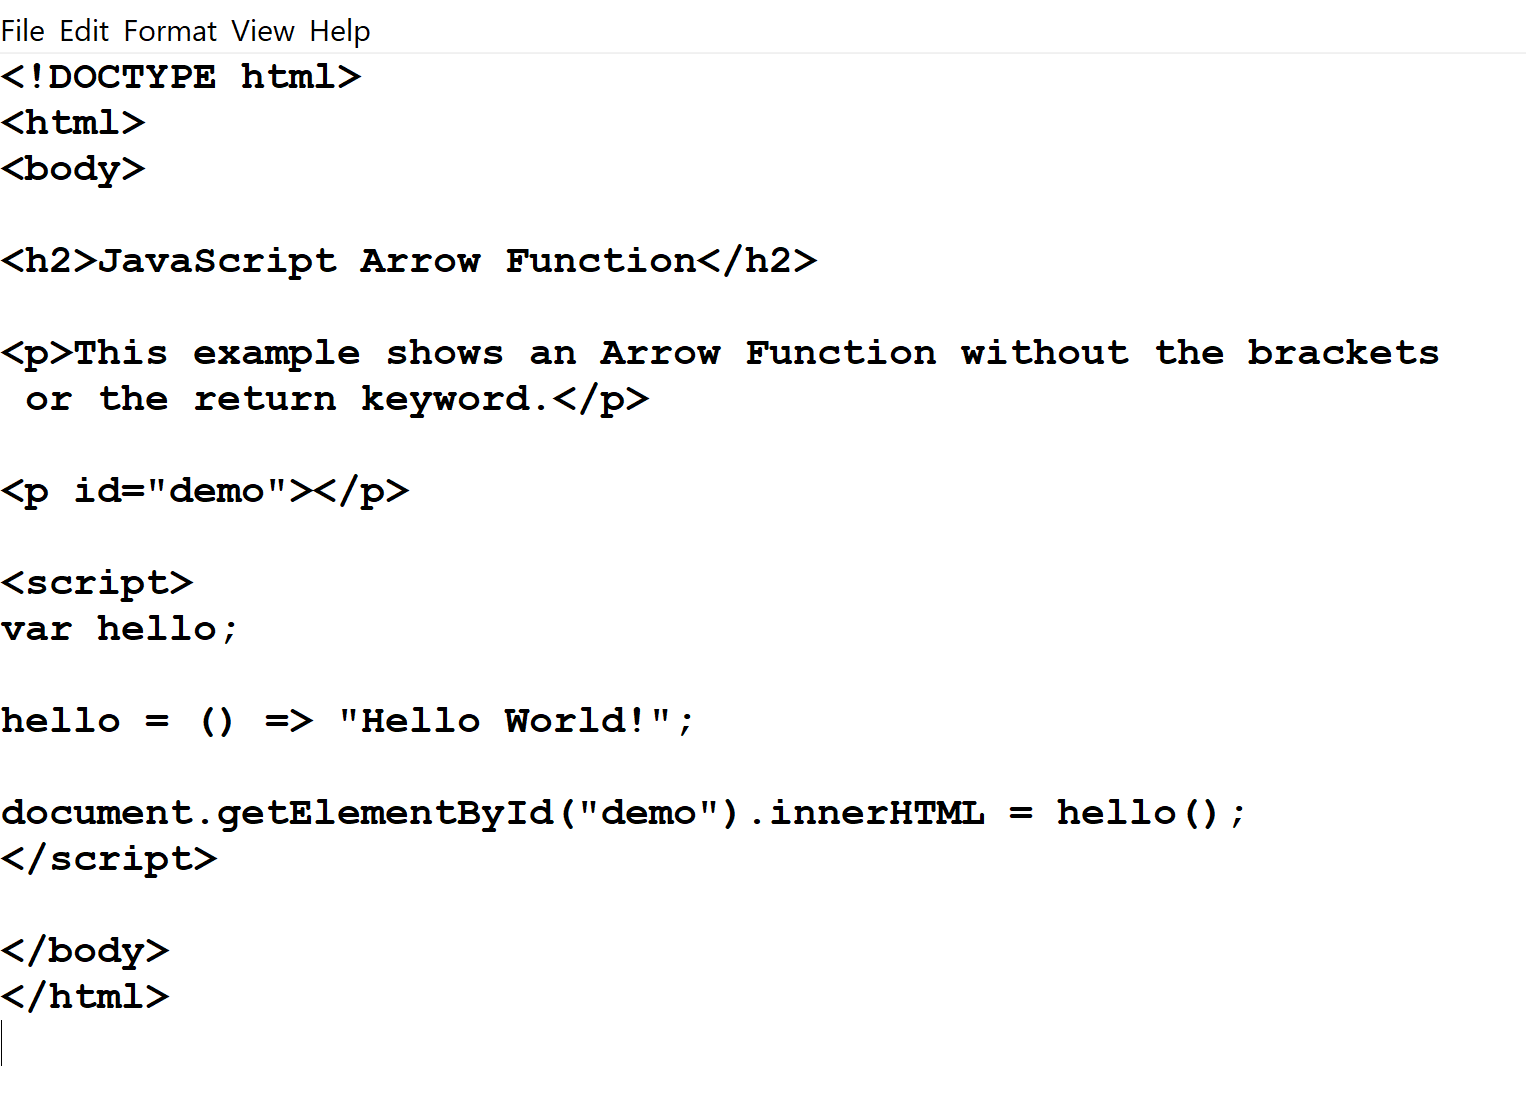 File Edit Format View Help
<!DOCTYPE html>
<html>
<body>
<h2>JavaScript Arrow Function</h2>
<p>This example shows an Arrow Function without the brackets
or the return keyword.</p>
<p id="demo"></p>
<script>
var hello;
hello = () => "Hello World!";
document.getElementById("demo").innerHTML = hello();
</script>
</body>
</html>